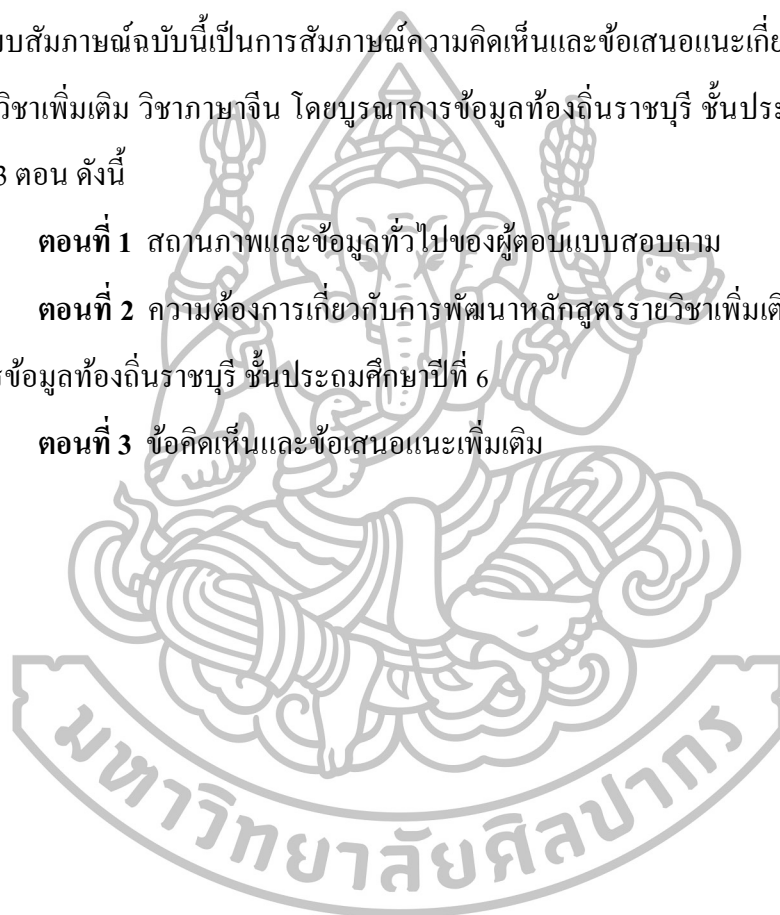 บบสัมภาษณ์ฉบับนี้เป็นการสัมภาษณ์ความคิดเห็นและข้อเสนอแนะเกี่ย
วิชาเพิ่มเติม วิชาภาษาจีน โดยบูรณาการข้อมูลท้องถิ่นราชบุรี ชั้นประ
3 ตอน ดังนี้
ตอนที่ 1 สถานภาพและข้อมูลทั่วไปของผู้ตอบแบบสอบถาม
ตอนที่ 2 ความต้องการเกี่ยวกับการพัฒนาหลักสูตรรายวิชาเพิ่มเติ
รข้อมูลท้องถิ่นราชบุรี ชั้นประถมศึกษาปีที่ 6
ตอนที่ 3 ข้อคิดเห็นและข้อเสนอแนะเพิ่มเติม
มหาวิทยาลัยศิลปากร